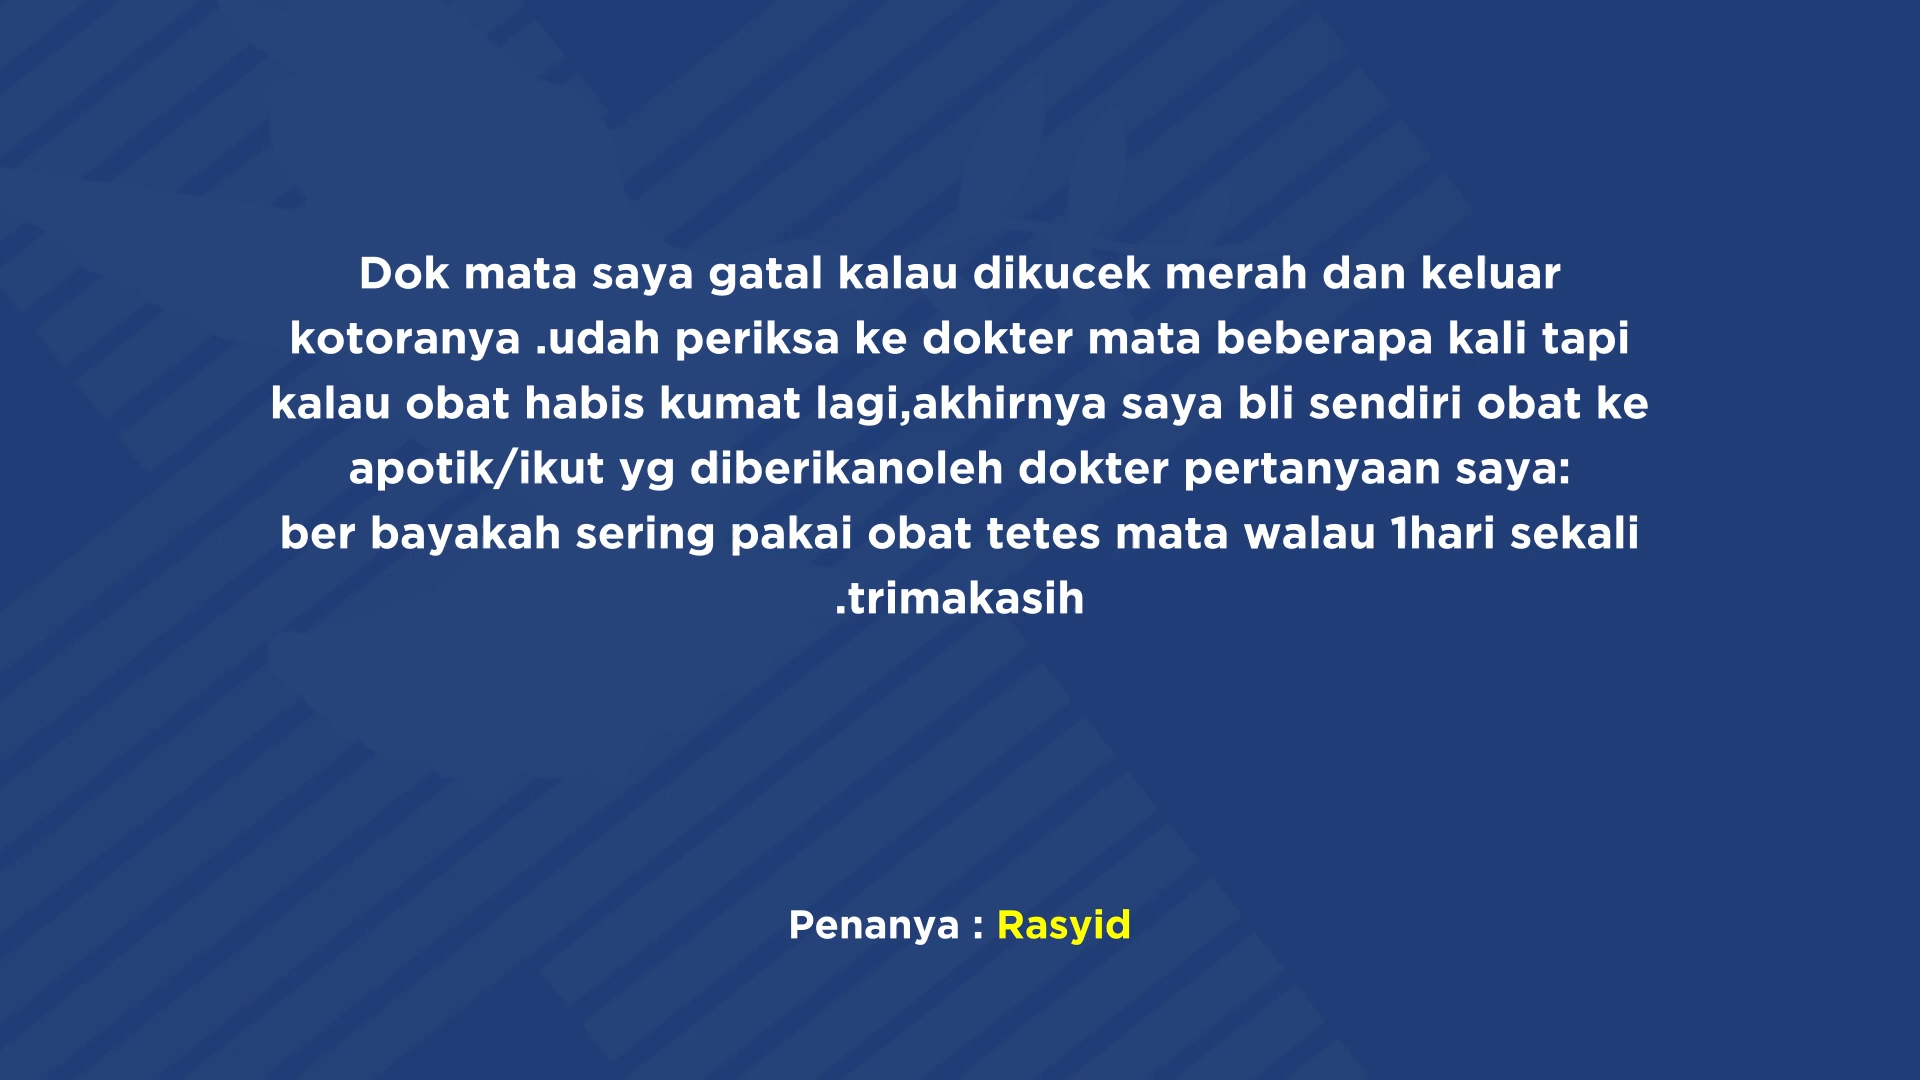 Dok mata saya gatal kalau dikucek merah dan keluar
kotoranya .udah periksa ke dokter mata beberapa kali tapi
kalau obat habis kumat lagi,akhirnya saya bli sendiri obat ke
apotik/ikut yg diberikanoleh dokter pertanyaan saya:
ber bayakah sering pakai obat tetes mata walau 1hari sekali
.trimakasih
Penanya : Rasyid